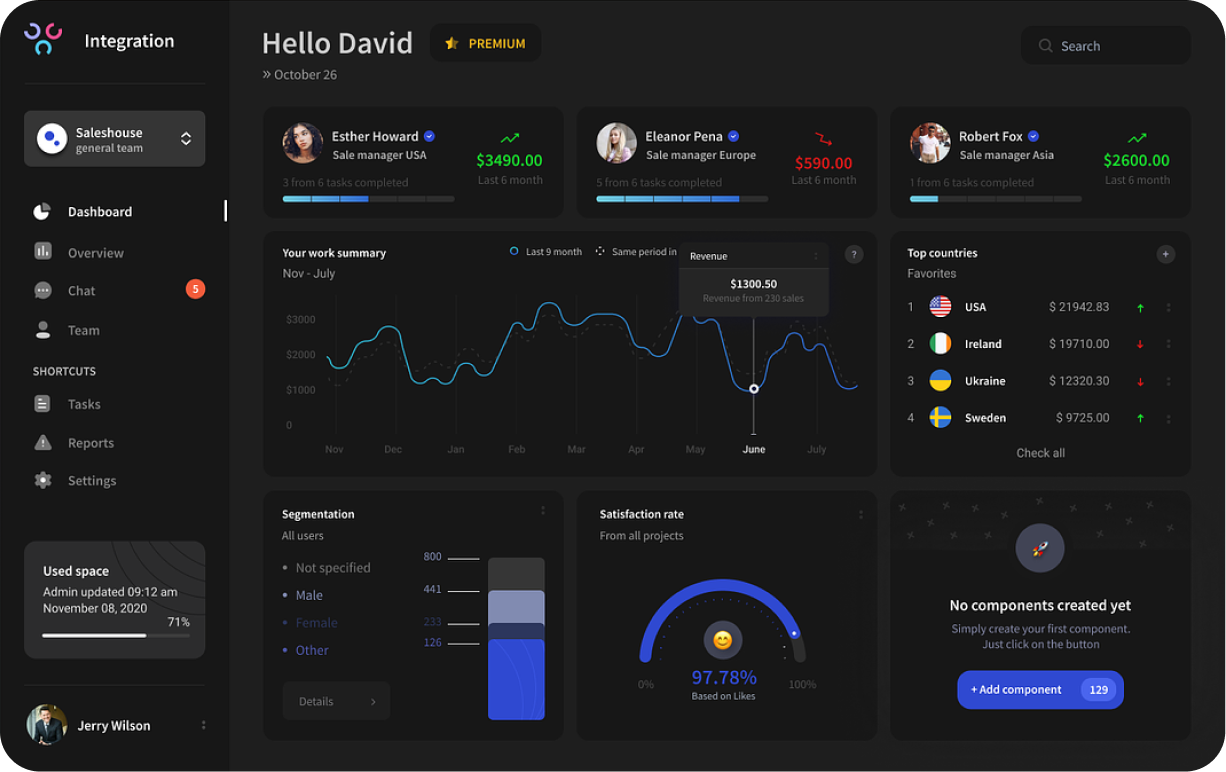 Integration
Saleshouse
general team
Dashboard
Overview
Chat
5
Team
SHORTCUTS
Tasks
Reports
Settings
Used space
Admin updated 09:12 am
November 08, 2020
71%
Jerry Wilson
Hello David
PREMIUM
» October 26
Search
Esther Howard
Sale manager USA
$3490.00
Last 6 month
3 from 6 tasks completed
Eleanor Pena
Sale manager Europe
$590.00
Last 6 month
5 from 6 tasks completed
Robert Fox
Sale manager Asia
$2600.00
Last 6 month
1 from 6 tasks completed
Your work summary
Nov - July
Last 9 month
Same period in
Revenue
$1300.50
Revenue from 230 sales
?
$3000
$2000
$1000
0
Nov Dec Jan Feb Mar Apr May June July
Top countries
+
Favorites
1 USA $ 21942.83
2 Ireland $ 19710.00
3 Ukraine $ 12320.30
4 Sweden $ 9725.00
Check all
Segmentation
All users
• Not specified
• Male
• Female
• Other
800
441
233
126
Details
Satisfaction rate
From all projects
97.78%
Based on Likes
0%
100%
No components created yet
Simply create your first component.
Just click on the button
+ Add component 129